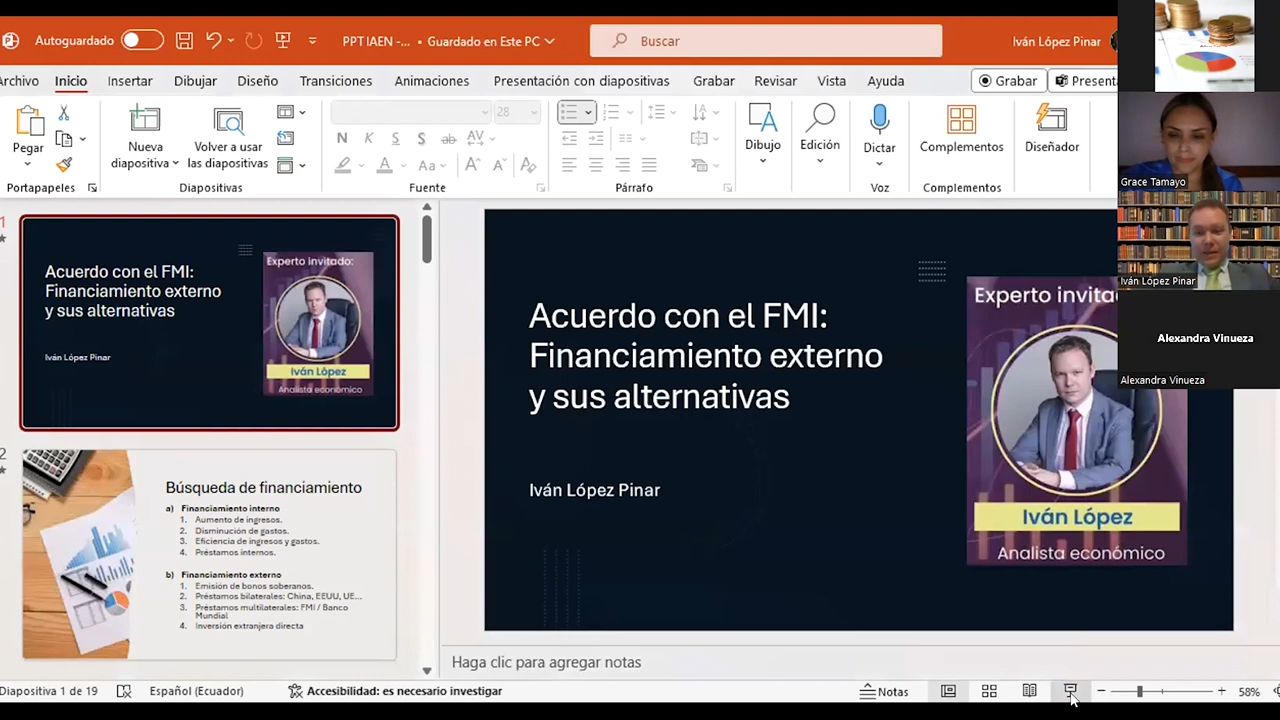 Autoguardado
PPT IAEN -... • Guardado en Este PC
Buscar
Iván López Pinar
Archivo Inicio Insertar Dibujar Diseño Transiciones Animaciones Presentación con diapositivas Grabar Revisar Vista Ayuda
Grabar
Presenta
Pegar
Nueva
diapositiva
Volver a usar
las diapositivas
28
N K S S ab AV
A Aa A A
Dibujo
Edición
Dictar
Complementos
Diseñador
Portapapeles
Diapositivas
Fuente
Párrafo
Voz
Complementos
Grace Tamayo
Iván López Pinar
Alexandra Vinueza
Alexandra Vinueza
1
Acuerdo con el FMI:
Financiamiento externo
y sus alternativas
Iván López Pinar
Experto invitado:
Iván López
Analista económico
2
Búsqueda de financiamiento
a) Financiamiento interno
1. Aumento de ingresos.
2. Disminución de gastos.
3. Eficiencia de ingresos y gastos.
4. Préstamos internos.
b) Financiamiento externo
1. Emisión de bonos soberanos.
2. Préstamos bilaterales: China, EEUU, UE...
3. Préstamos multilaterales: FMI / Banco
Mundial
4. Inversión extranjera directa
Acuerdo con el FMI:
Financiamiento externo
y sus alternativas
Iván López Pinar
Experto invita
Iván López
Analista económico
Haga clic para agregar notas
Diapositiva 1 de 19
Español (Ecuador)
Accesibilidad: es necesario investigar
Notas
58%